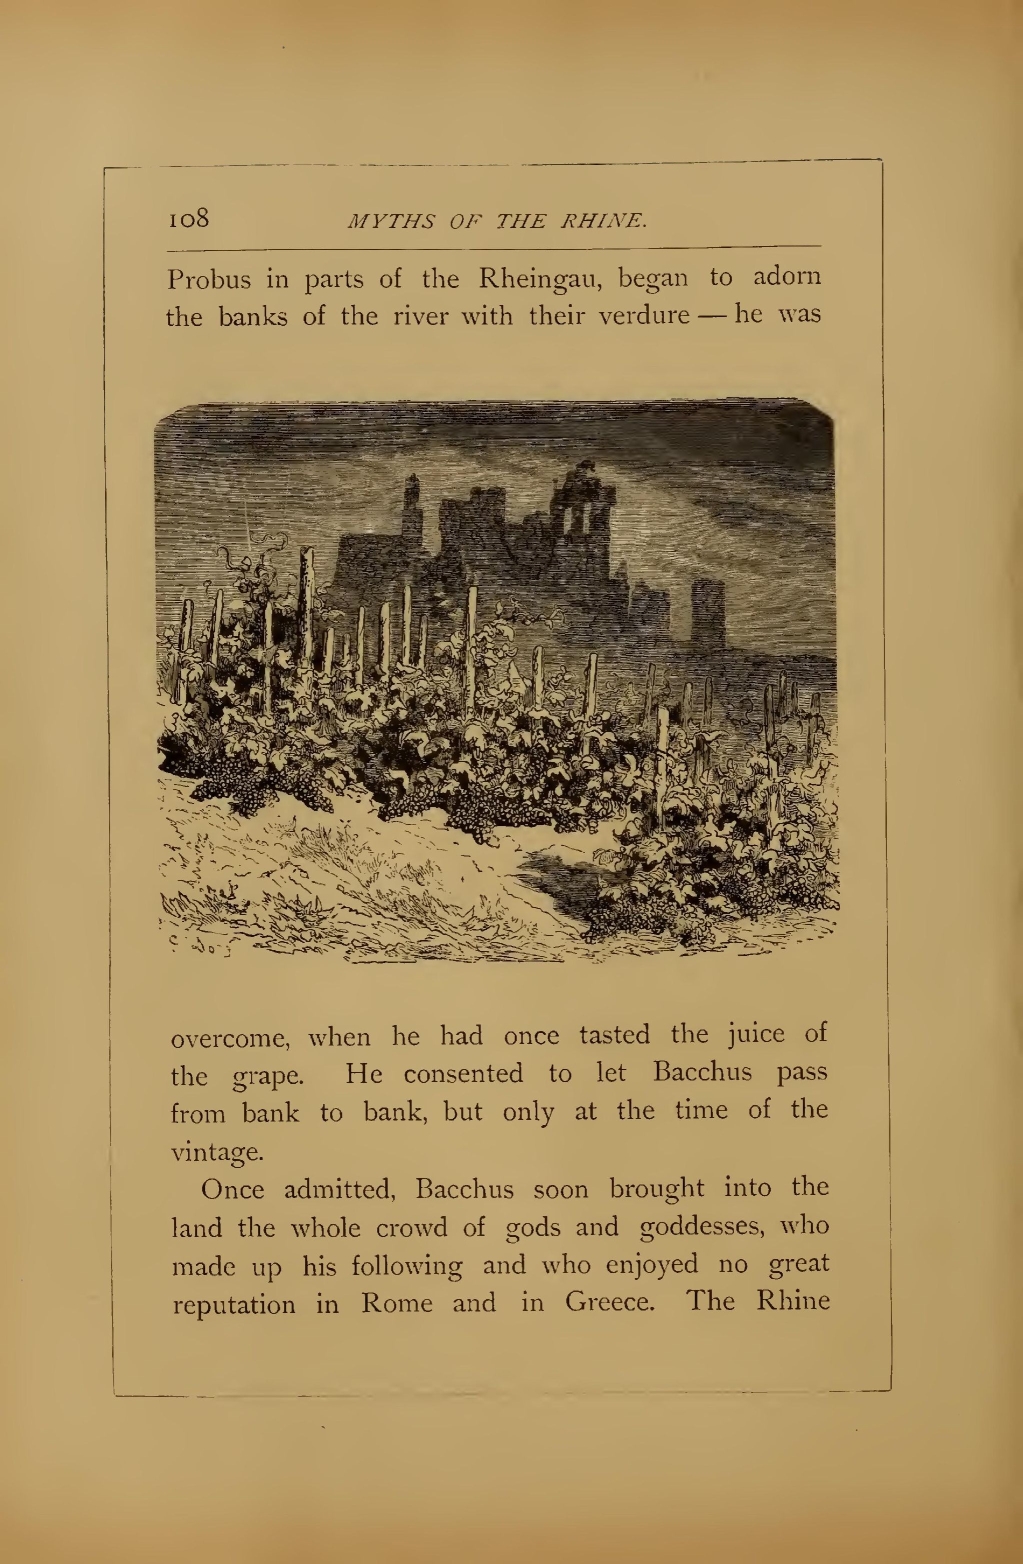 108 MYTHS OF THE RHINE.
Probus in parts of the Rheingau, began to adorn
the banks of the river with their verdure — he was
overcome, when he had once tasted the juice of
the grape. He consented to let Bacchus pass
from bank to bank, but only at the time of the
vintage.
Once admitted, Bacchus soon brought into the
land the whole crowd of gods and goddesses, who
made up his following and who enjoyed no great
reputation in Rome and in Greece. The Rhine